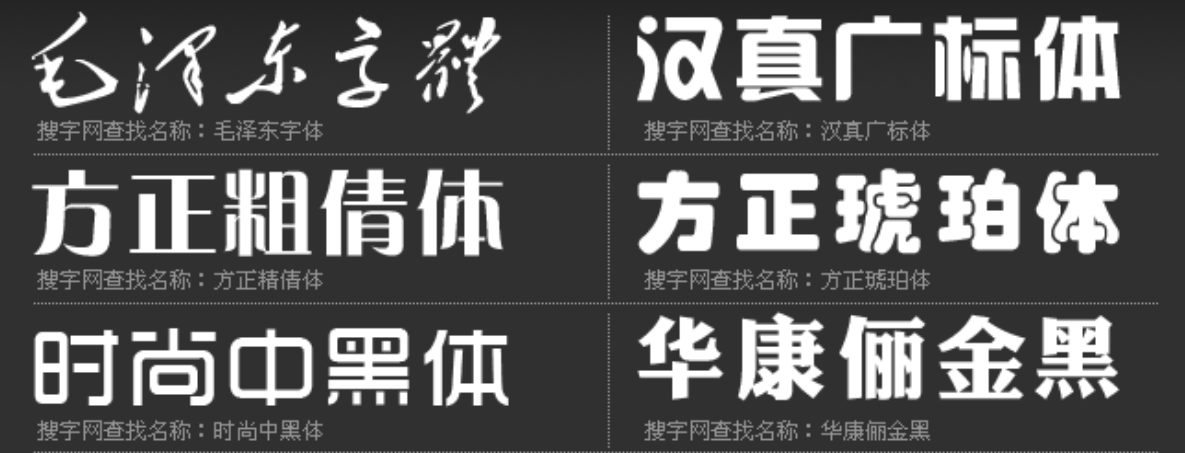 毛泽东字體
搜字网查找名称：毛泽东字体
汉真广标体
搜字网查找名称：汉真广标体
方正粗倩体
搜字网查找名称：方正精倩体
方正琥珀体
搜字网查找名称：方正琥珀体
时尚中黑体
搜字网查找名称：时尚中黑体
华康俪金黑
搜字网查找名称：华康俪金黑